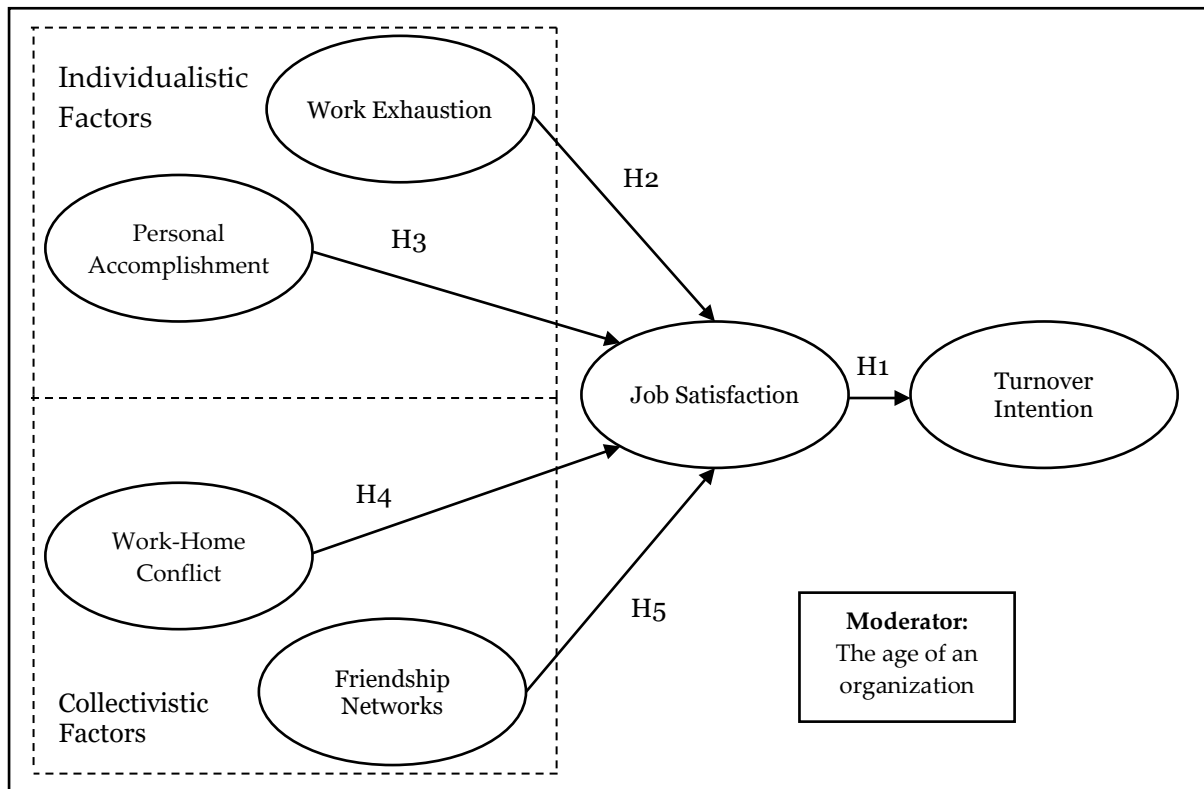 Individualistic
Factors
Work Exhaustion
H2
Personal
Accomplishment
H3
Job Satisfaction
H1
Turnover
Intention
H4
Work-Home
Conflict
H5
Friendship
Networks
Collectivistic
Factors
Moderator:
The age of an
organization